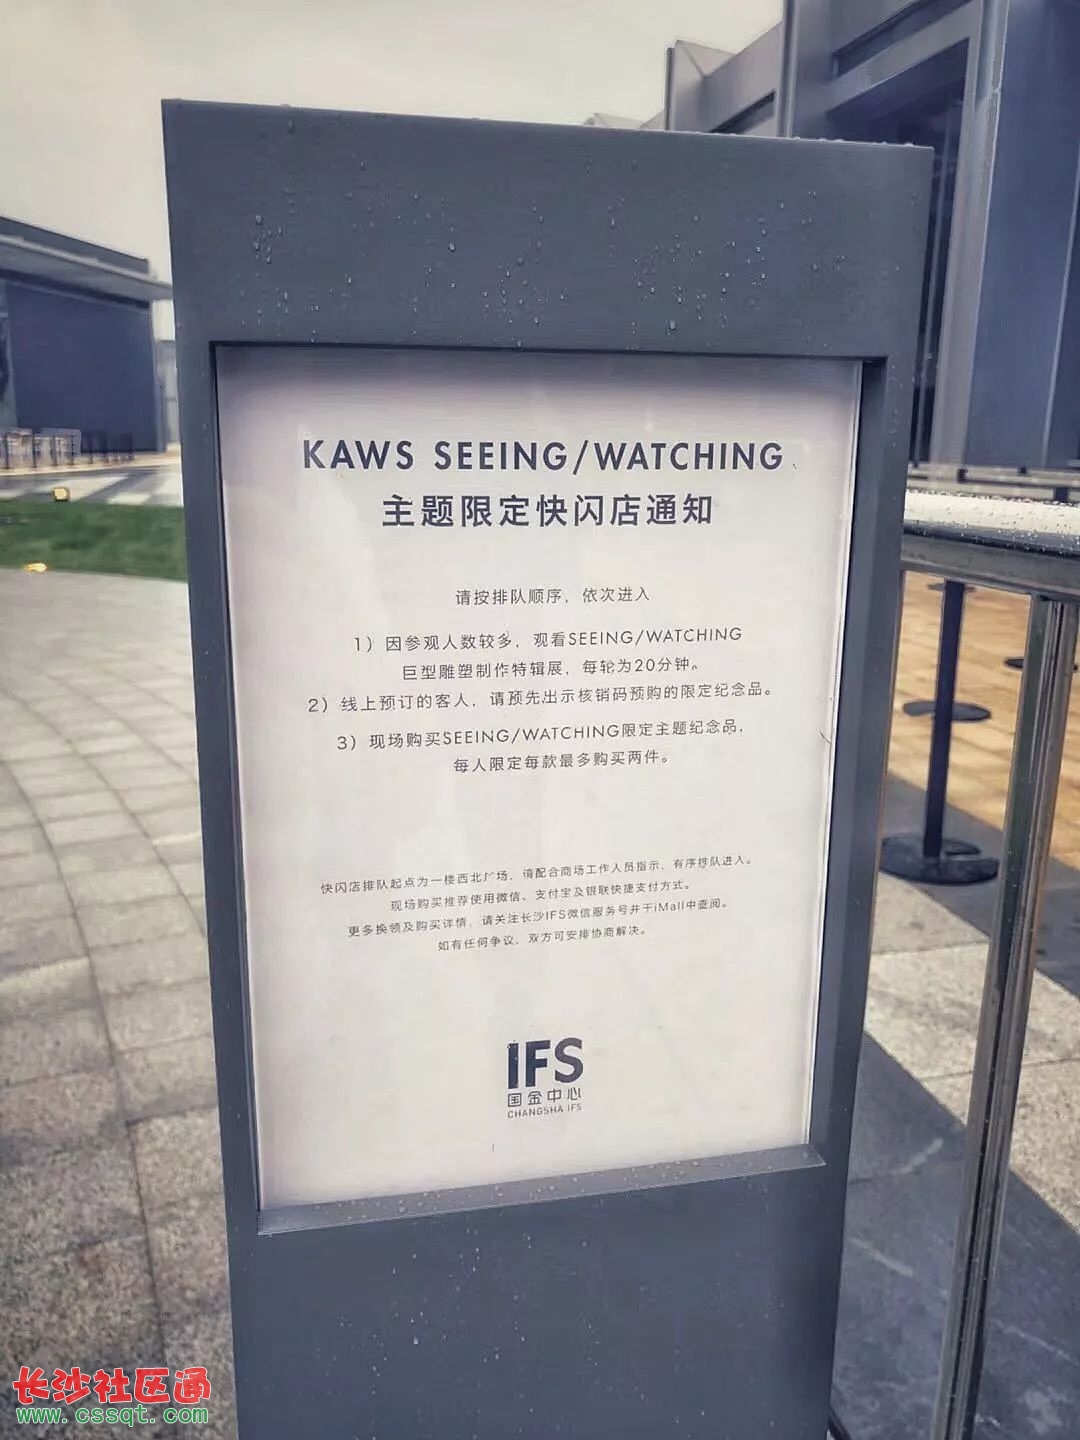 KAWS SEEING/WATCHING
主题限定快闪店通知
请按排队顺序，依次进入
1）因参观人数较多，观看SEEING/WATCHING
巨型雕塑制作特辑展，每轮为20分钟。
2）线上预订的客人，请预先出示核销码预购的限定纪念品。
3）现场购买SEEING/WATCHING限定主题纪念品，
每人限定每款最多购买两件。
快闪店排队起点为一楼西北广场，请配合商场工作人员指示，有序排队进入。
现场购买推荐使用微信、支付宝及银联快捷支付方式。
更多换领及购买详情，请关注长沙IFS微信服务号并于iMall中查阅。
如有任何争议，双方可安排协商解决。
IFS
国金中心
CHANGSHA IFS
长沙社区通
www.cssqt.com